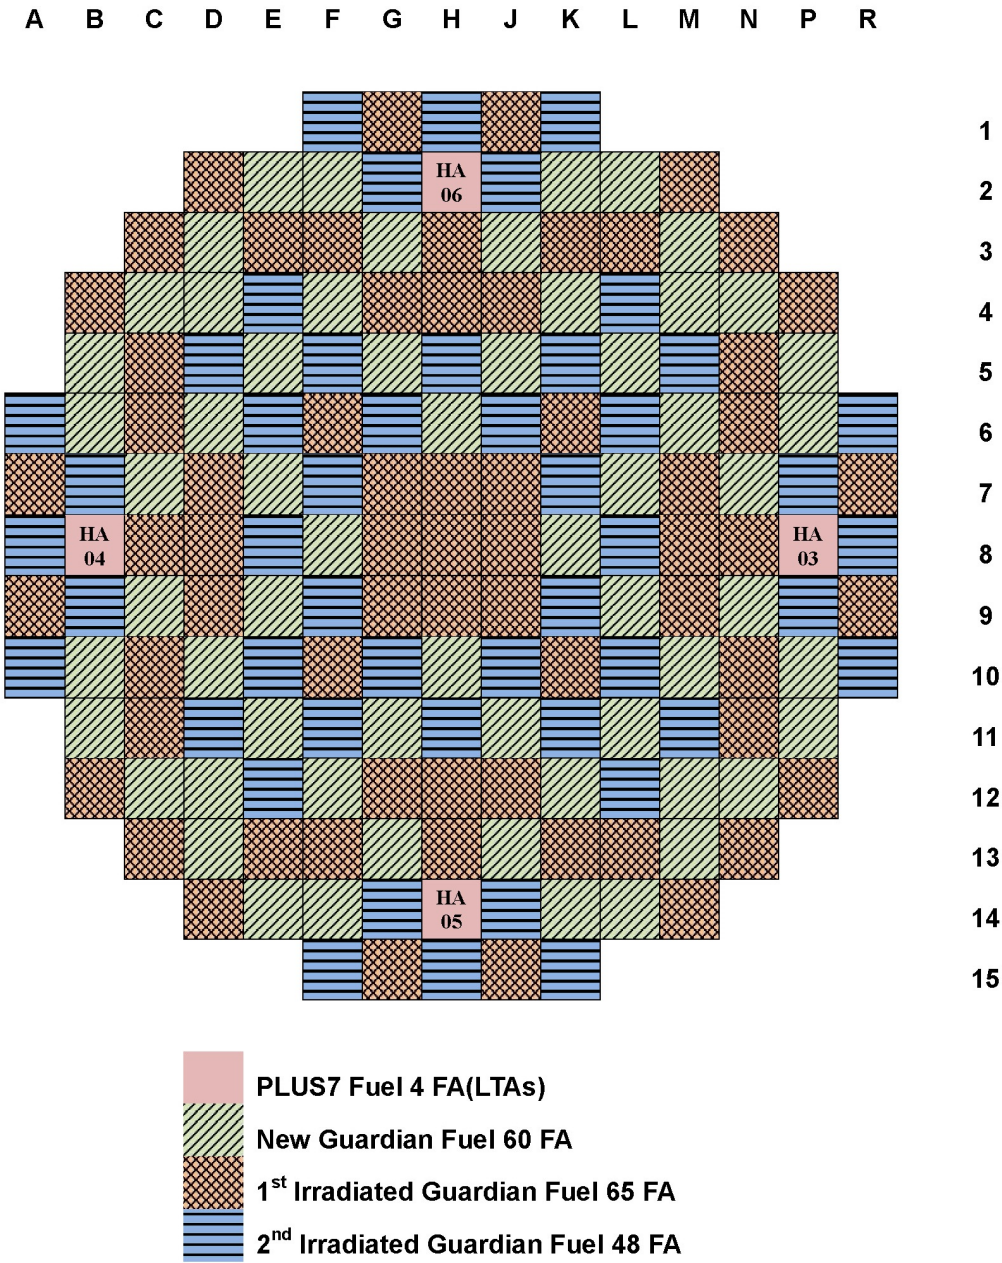 A B C D E F G H J K L M N P R
1
HA
06
2
3
4
5
6
7
HA
04
HA
03
8
9
10
11
12
13
HA
05
14
15
PLUS7 Fuel 4 FA(LTAs)
New Guardian Fuel 60 FA
1st Irradiated Guardian Fuel 65 FA
2nd Irradiated Guardian Fuel 48 FA